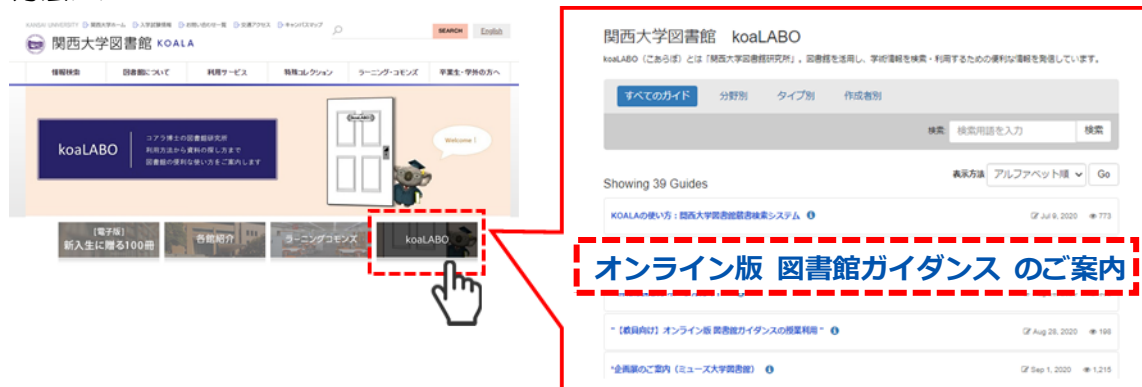 KANSAI UNIVERSITY 関西大学ホーム 入学試験情報 お問い合わせ一覧 交通アクセス キャンパスマップ
SEARCH English
関西大学図書館 KOALA
情報検索 図書館について 利用サービス 特殊コレクション ラーニング・コモンズ 卒業生・学外の方へ
koaLABO
コアラ博士の図書館研究所
利用方法から資料の探し方まで
図書館の便利な使い方をご案内します
koaLABO
Welcome !
[電子版]
新入生に贈る100冊
各館紹介
ラーニングコモンズ
koaLABO
関西大学図書館 koaLABO
koaLABO（こあらぼ）とは「関西大学図書館研究所」。図書館を活用し、学術情報を検索・利用するための便利な情報を発信しています。
すべてのガイド 分野別 タイプ別 作成者別
検索: 検索用語を入力 検索
Showing 39 Guides
表示方法 アルファベット順 Go
KOALAの使い方：関西大学図書館蔵書検索システム Jul 9, 2020 773
オンライン版 図書館ガイダンス のご案内
"【教員向け】オンライン版 図書館ガイダンスの授業利用 " Aug 28, 2020 198
"企画展のご案内（ミューズ大学図書館） Sep 1, 2020 1,215